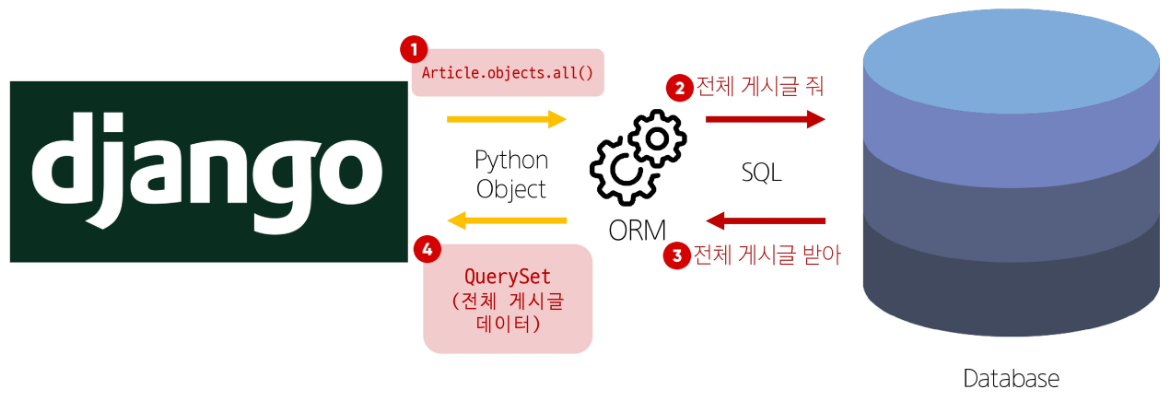 django
1
Article.objects.all()
Python
Object
ORM
2 전체 게시글 줘
SQL
3 전체 게시글 받아
4
QuerySet
(전체 게시글
데이터)
Database